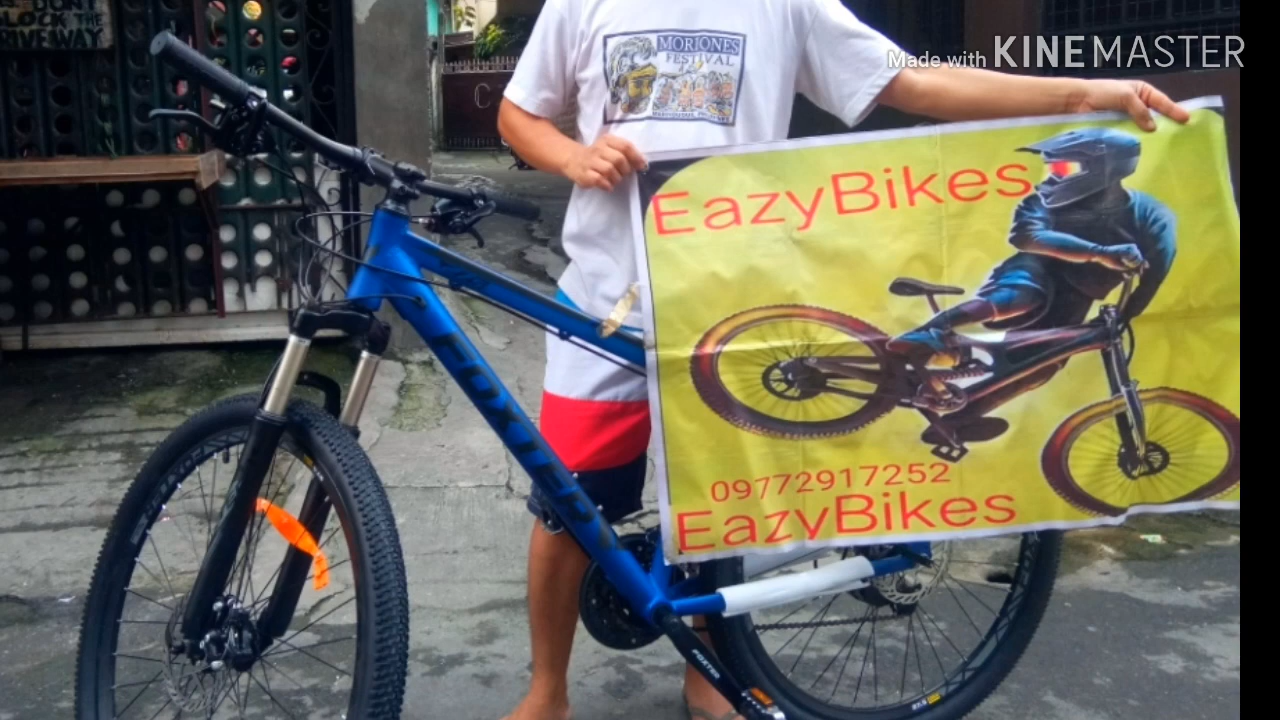 DON'T
BLOCK THE
DRIVEWAY
Made with KINEMASTER
MORIONES
FESTIVAL
EazyBikes
FOXTER
09772917252
EazyBikes
FOXTER